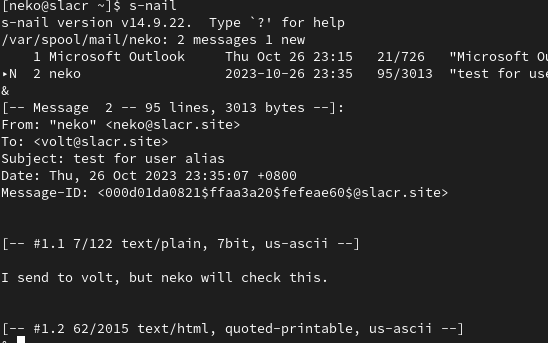 [neko@slacr ~]$ s-nail
s-nail version v14.9.22.  Type `?' for help
/var/spool/mail/neko: 2 messages 1 new
    1 Microsoft Outlook     Thu Oct 26 23:15   21/726   "Microsoft O
▸N  2 neko                  2023-10-26 23:35   95/3013  "test for use
&
[-- Message  2 -- 95 lines, 3013 bytes --]:
From: "neko" <neko@slacr.site>
To: <volt@slacr.site>
Subject: test for user alias
Date: Thu, 26 Oct 2023 23:35:07 +0800
Message-ID: <000d01da0821$ffaa3a20$fefeae60$@slacr.site>
[-- #1.1 7/122 text/plain, 7bit, us-ascii --]
I send to volt, but neko will check this.
[-- #1.2 62/2015 text/html, quoted-printable, us-ascii --]